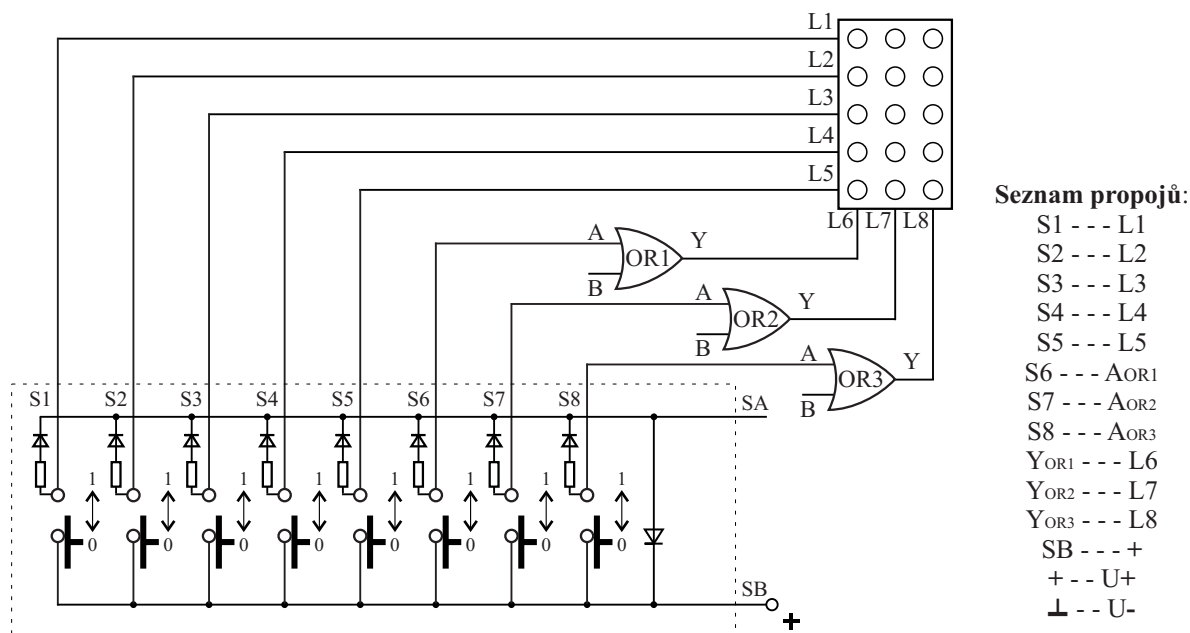 L1
L2
L3
L4
L5
L6 L7 L8
A OR1 Y
B
A OR2 Y
B
A OR3 Y
B
S1 S2 S3 S4 S5 S6 S7 S8 SA
1 1 1 1 1 1 1 1
0 0 0 0 0 0 0 0
SB
+
Seznam propojů:
S1 - - - L1
S2 - - - L2
S3 - - - L3
S4 - - - L4
S5 - - - L5
S6 - - - AOR1
S7 - - - AOR2
S8 - - - AOR3
YOR1 - - - L6
YOR2 - - - L7
YOR3 - - - L8
SB - - - +
+ - - U+
⊥ - - U-